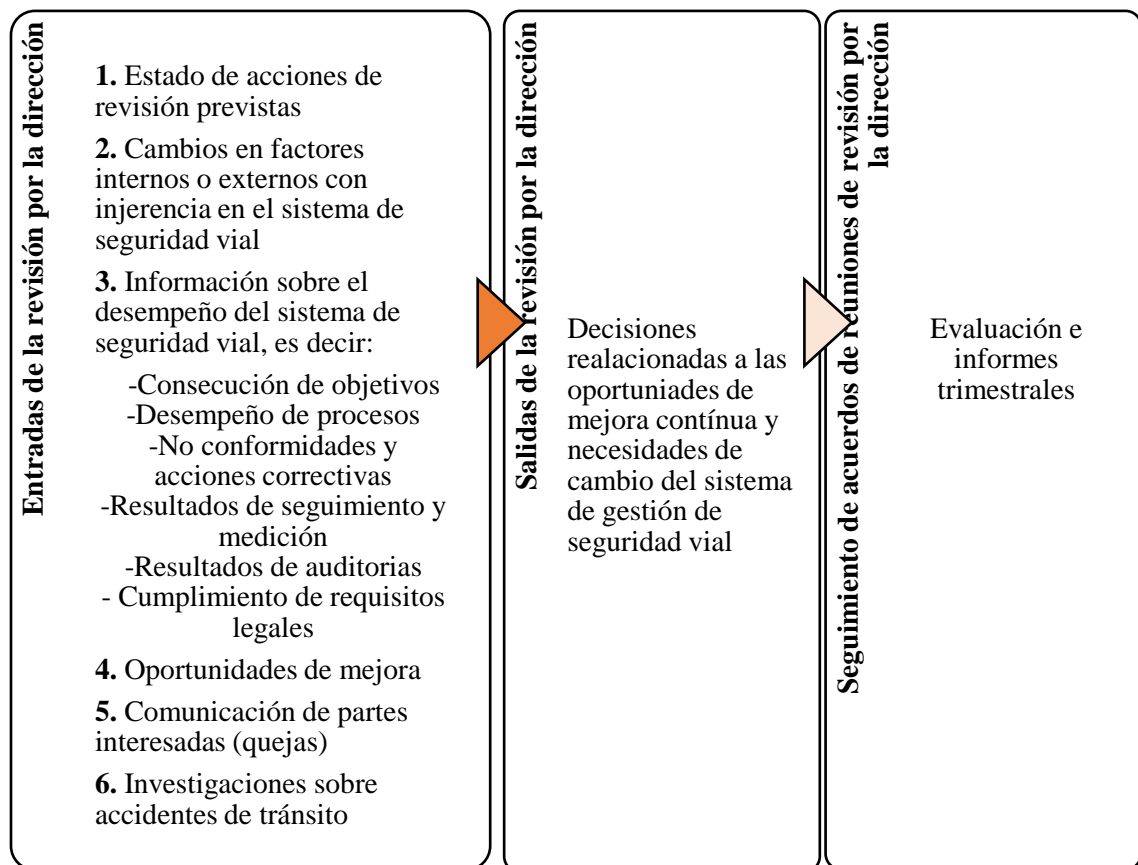 Entradas de la revisión por la dirección
1. Estado de acciones de
revisión previstas
2. Cambios en factores
internos o externos con
injerencia en el sistema de
seguridad vial
3. Información sobre el
desempeño del sistema de
seguridad vial, es decir:
-Consecución de objetivos
-Desempeño de procesos
-No conformidades y
acciones correctivas
-Resultados de seguimiento y
medición
-Resultados de auditorias
- Cumplimiento de requisitos
legales
4. Oportunidades de mejora
5. Comunicación de partes
interesadas (quejas)
6. Investigaciones sobre
accidentes de tránsito
Salidas de la revisión por la dirección
Decisiones
realacionadas a las
oportuniades de
mejora contínua y
necesidades de
cambio del sistema
de gestión de
seguridad vial
Seguimiento de acuerdos de reuniones de revisión por
la dirección
Evaluación e
informes
trimestrales